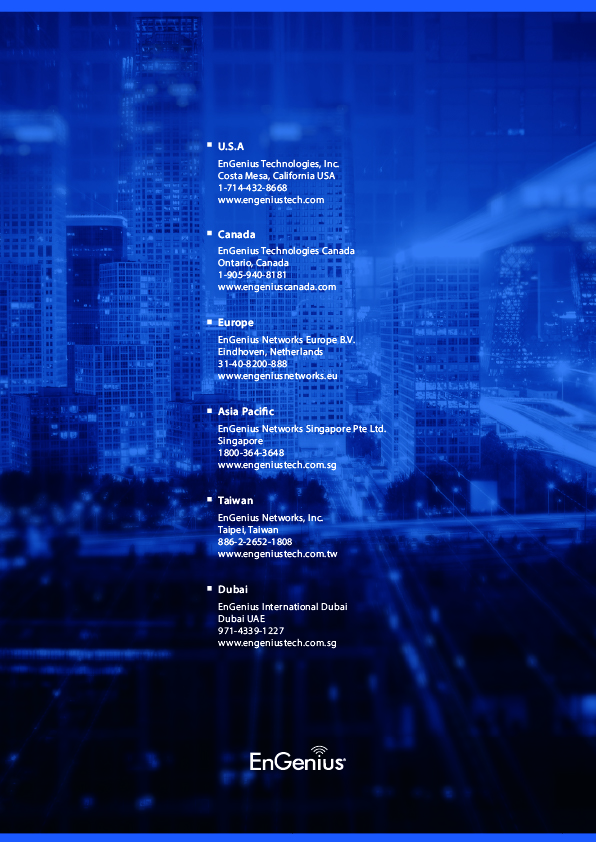 U.S.A
EnGenius Technologies, Inc.
Costa Mesa, California USA
1-714-432-8668
www.engeniustech.com
Canada
EnGenius Technologies Canada
Ontario, Canada
1-905-940-8181
www.engeniuscanada.com
Europe
EnGenius Networks Europe B.V.
Eindhoven, Netherlands
31-40-8200-888
www.engeniusnetworks.eu
Asia Pacific
EnGenius Networks Singapore Pte Ltd.
Singapore
1800-364-3648
www.engeniustech.com.sg
Taiwan
EnGenius Networks, Inc.
Taipei, Taiwan
886-2-2652-1808
www.engeniustech.com.tw
Dubai
EnGenius International Dubai
Dubai UAE
971-4339-1227
www.engeniustech.com.sg
EnGenius